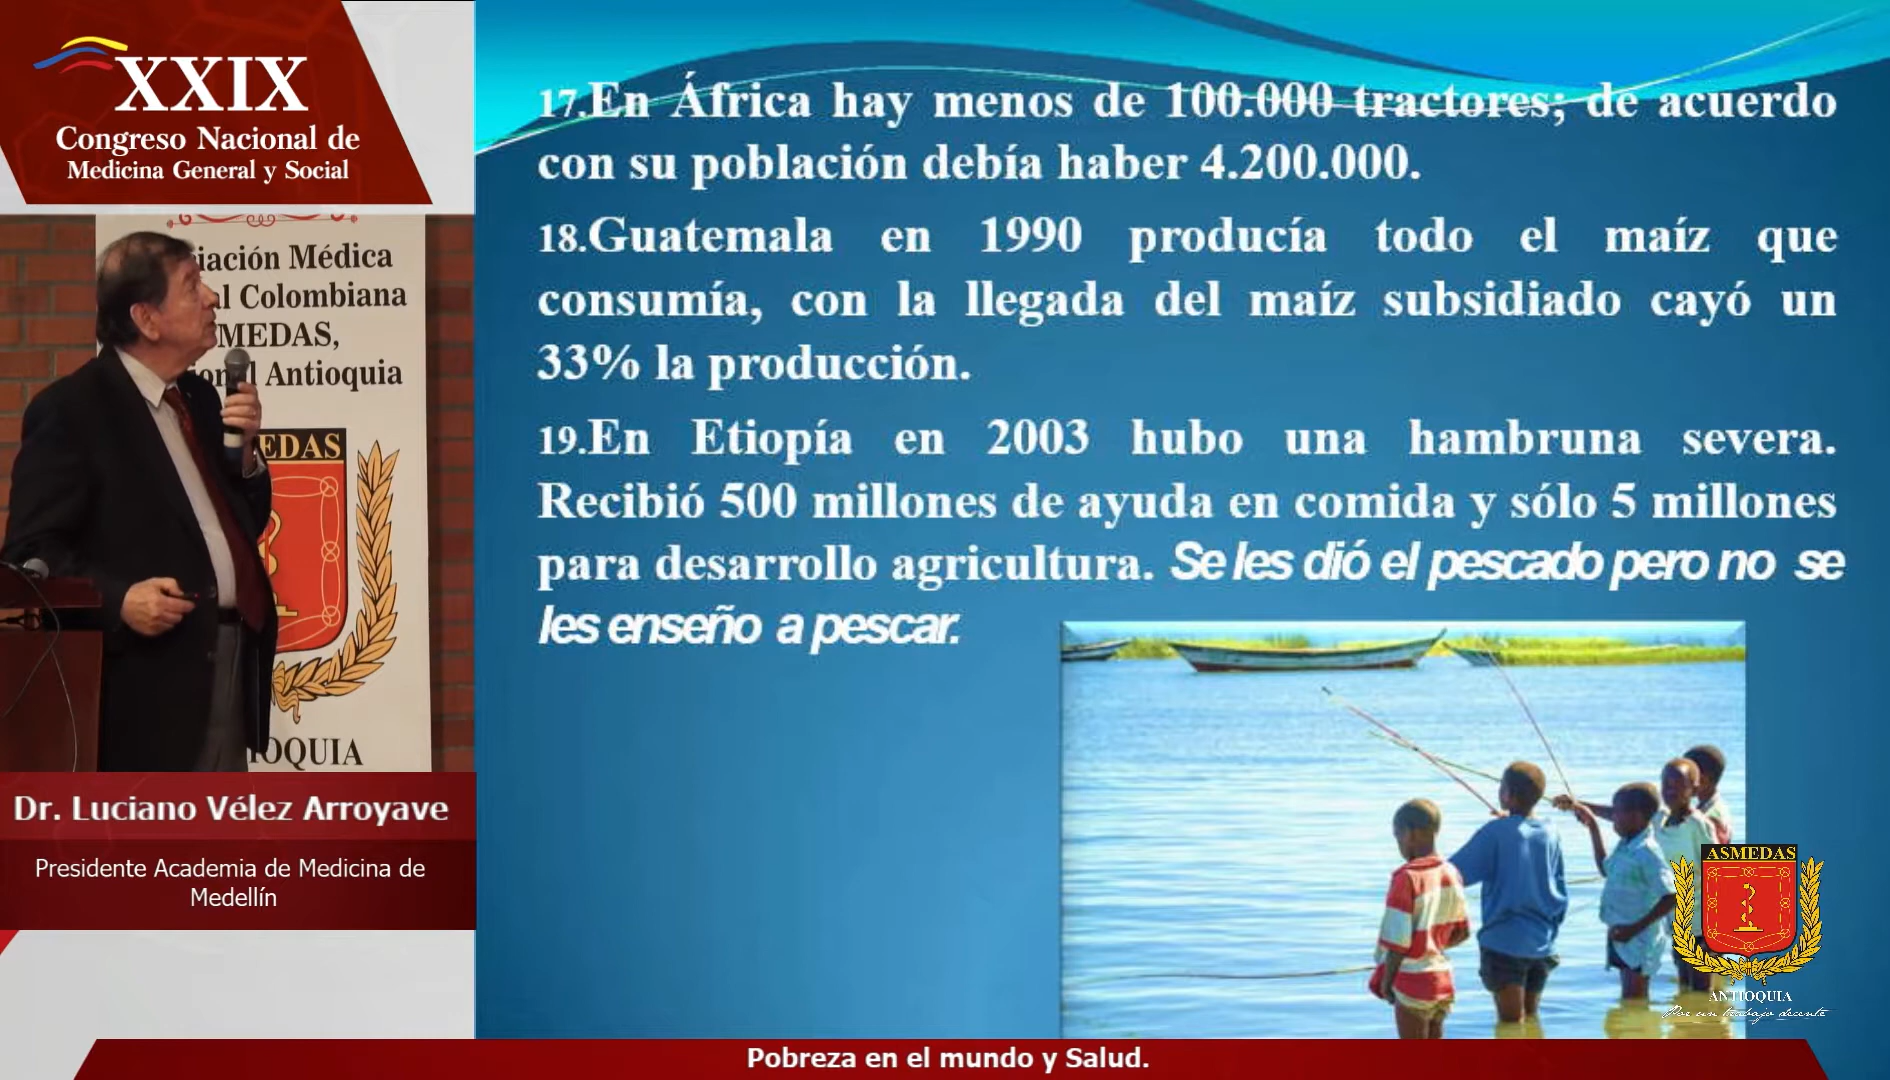 XXIX
Congreso Nacional de
Medicina General y Social
iación Médica
l Colombiana
MEDAS,
l Antioquia
EDAS
OQUIA
Dr. Luciano Vélez Arroyave
Presidente Academia de Medicina de
Medellín
17.En África hay menos de 100.000 tractores; de acuerdo
con su población debía haber 4.200.000.
18.Guatemala en 1990 producía todo el maíz que
consumía, con la llegada del maíz subsidiado cayó un
33% la producción.
19.En Etiopía en 2003 hubo una hambruna severa.
Recibió 500 millones de ayuda en comida y sólo 5 millones
para desarrollo agricultura. Se les dió el pescado pero no se
les enseño a pescar.
ASMEDAS
ANTIOQUIA
Por un trabajo decente
Pobreza en el mundo y Salud.